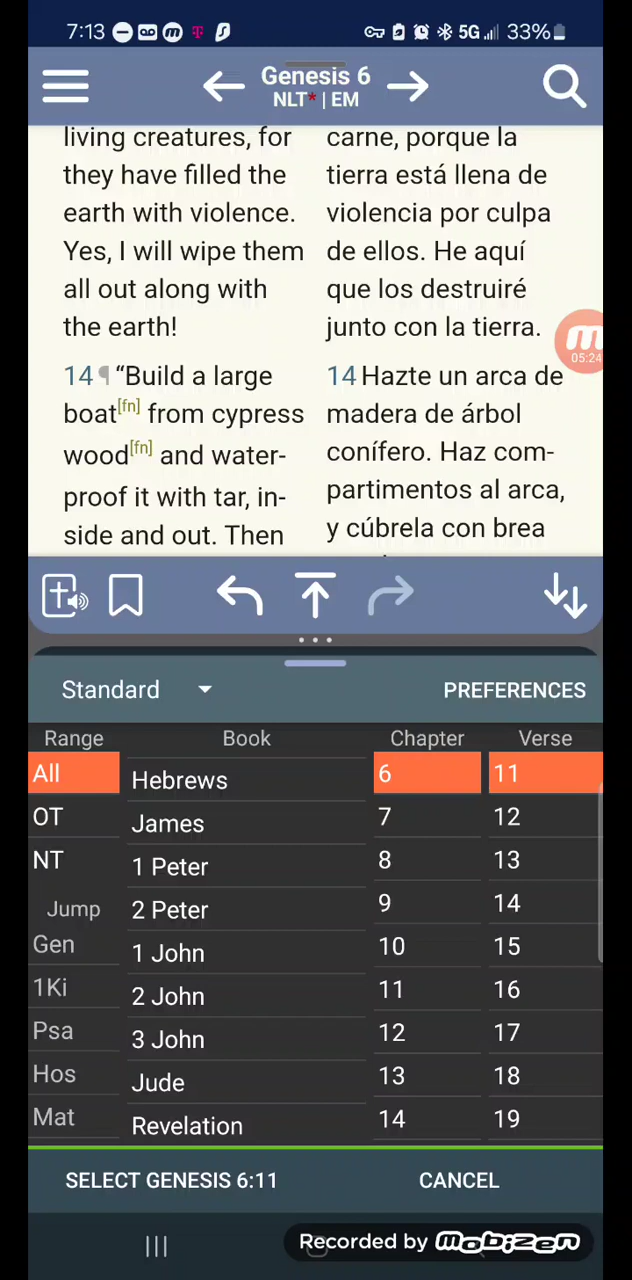 7:13 5G 33%
Genesis 6
NLT* | EM
living creatures, for
they have filled the
earth with violence.
Yes, I will wipe them
all out along with
the earth!
14 ¶ “Build a large
boat[fn] from cypress
wood[fn] and water-
proof it with tar, in-
side and out. Then
carne, porque la
tierra está llena de
violencia por culpa
de ellos. He aquí
que los destruiré
junto con la tierra.
14 Hazte un arca de
madera de árbol
conífero. Haz com-
partimentos al arca,
y cúbrela con brea
m
05:24
Standard PREFERENCES
Range Book Chapter Verse
All Hebrews 6 11
OT James 7 12
NT 1 Peter 8 13
Jump 2 Peter 9 14
Gen 1 John 10 15
1Ki 2 John 11 16
Psa 3 John 12 17
Hos Jude 13 18
Mat Revelation 14 19
SELECT GENESIS 6:11 CANCEL
Recorded by mobizen